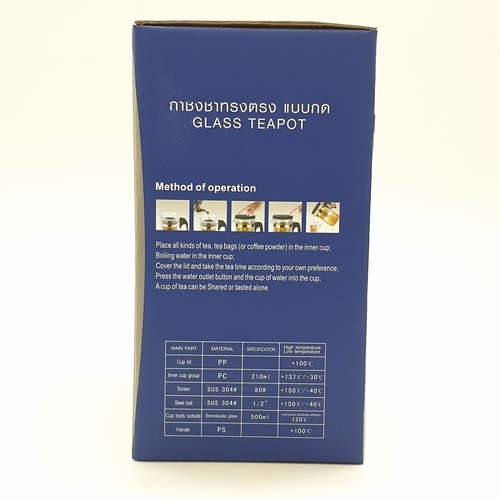 กาชงชาทรงตรง แบบกด
GLASS TEAPOT
Method of operation
Place all kinds of tea, tea bags (or coffee powder) in the inner cup;
Boiling water in the inner cup;
Cover the lid and take the tea time according to your own preference;
Press the water outlet button and the cup of water into the cup;
A cup of tea can be Shared or tasted alone.
MAIN PART MATERIAL SPECIFICATION High temperature Low temperature
Cup lid PP +100℃
Inner cup group PC 210ml +137℃/-30℃
Screen SUS 304# 80# +150℃/-40℃
Steel ball SUS 304# 1/2" +150℃/-40℃
Cup body outside Borosilicate glass 500ml temperature 120℃
Handle PS +100℃